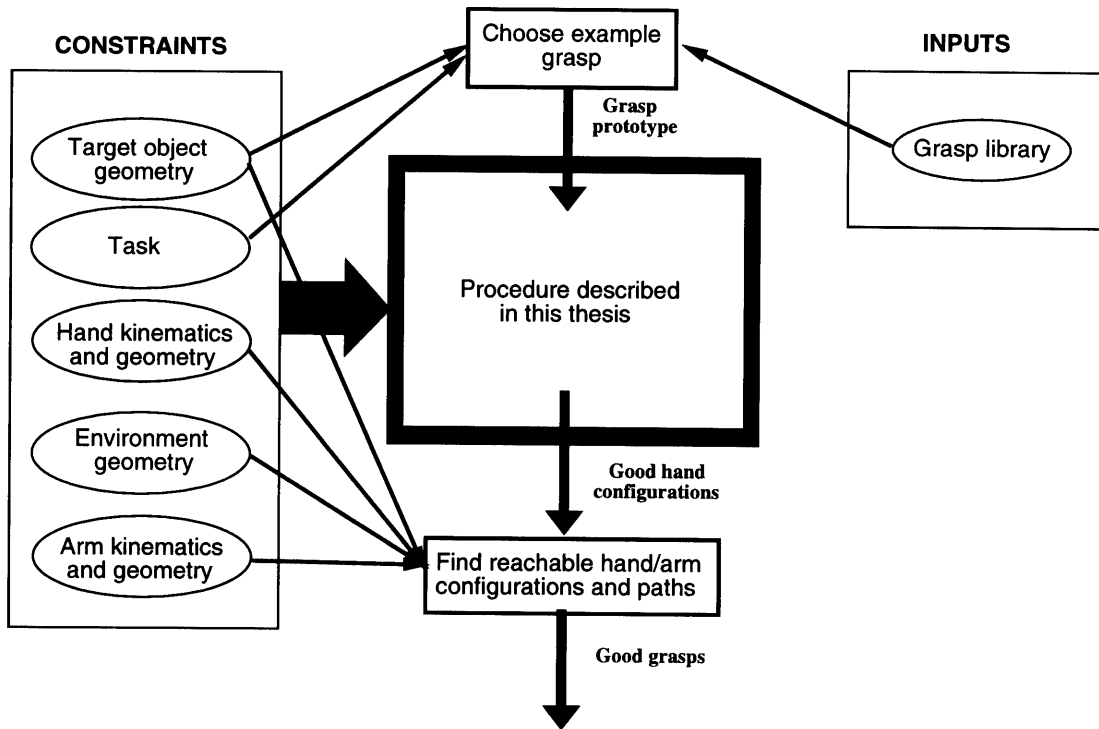 CONSTRAINTS
Choose example
grasp
INPUTS
Grasp
prototype
Target object
geometry
Grasp library
Task
Procedure described
in this thesis
Hand kinematics
and geometry
Environment
geometry
Good hand
configurations
Arm kinematics
and geometry
Find reachable hand/arm
configurations and paths
Good grasps